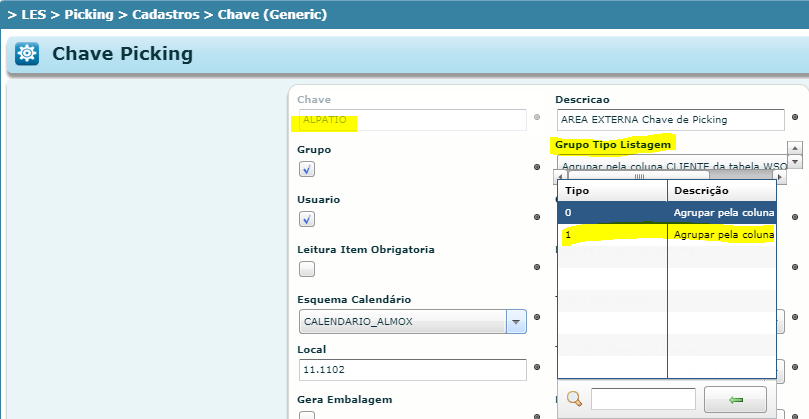 > LES > Picking > Cadastros > Chave (Generic)
Chave Picking
Chave
ALPATIO
Descricao
AREA EXTERNA Chave de Picking
Grupo
Grupo Tipo Listagem
Agrupar pela coluna CLIENTE da tabela WSO
Tipo Descrição
0 Agrupar pela coluna
1 Agrupar pela coluna
Usuario
Leitura Item Obrigatoria
Esquema Calendário
CALENDARIO_ALMOX
Local
11.1102
Gera Embalagem